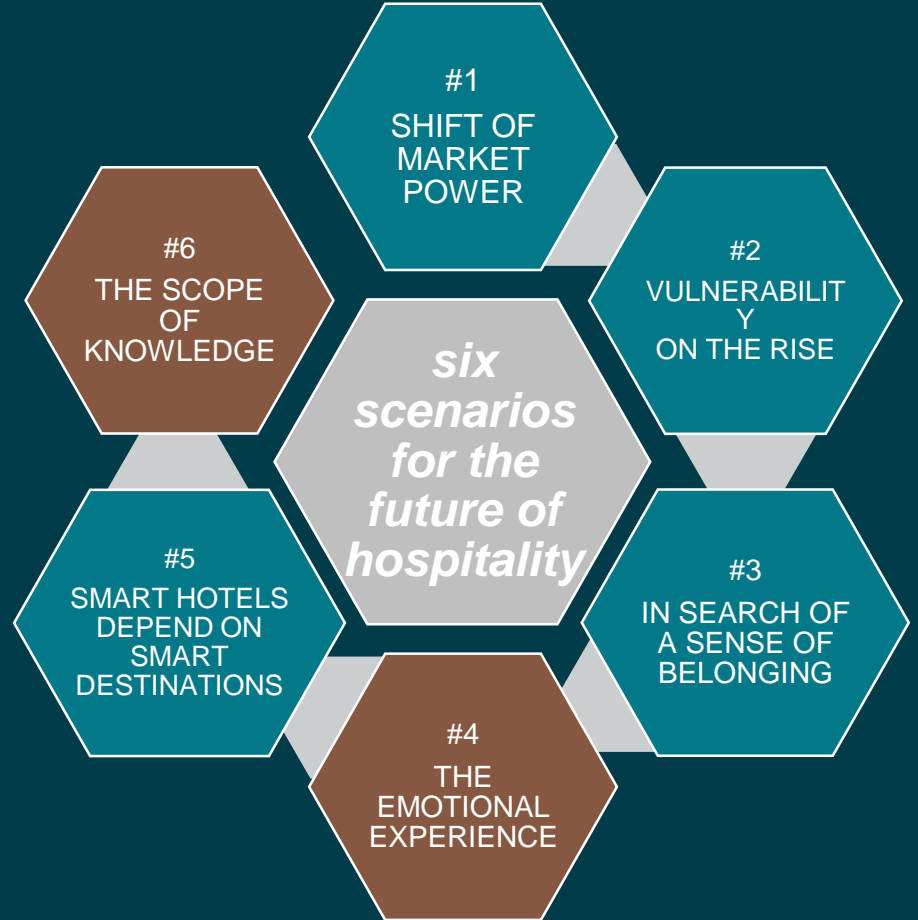 #1
SHIFT OF
MARKET
POWER
#2
VULNERABILIT
Y
ON THE RISE
#3
IN SEARCH OF
A SENSE OF
BELONGING
#4
THE
EMOTIONAL
EXPERIENCE
#5
SMART HOTELS
DEPEND ON
SMART
DESTINATIONS
#6
THE SCOPE
OF
KNOWLEDGE
six
scenarios
for the
future of
hospitality